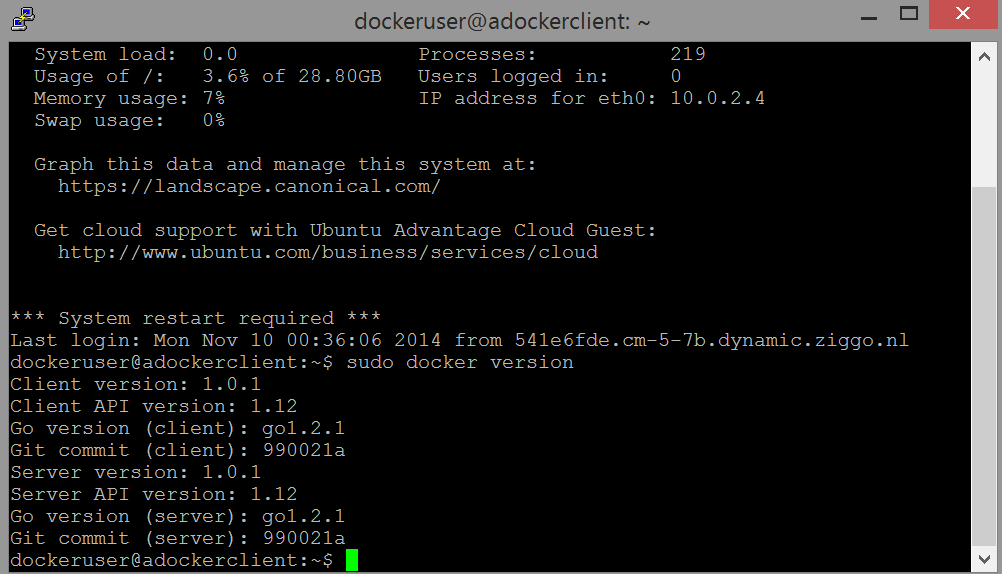 dockeruser@adockerclient: ~
System load: 0.0 Processes: 219
Usage of /: 3.6% of 28.80GB Users logged in: 0
Memory usage: 7% IP address for eth0: 10.0.2.4
Swap usage: 0%
Graph this data and manage this system at:
https://landscape.canonical.com/
Get cloud support with Ubuntu Advantage Cloud Guest:
http://www.ubuntu.com/business/services/cloud
*** System restart required ***
Last login: Mon Nov 10 00:36:06 2014 from 541e6fde.cm-5-7b.dynamic.ziggo.nl
dockeruser@adockerclient:~$ sudo docker version
Client version: 1.0.1
Client API version: 1.12
Go version (client): go1.2.1
Git commit (client): 990021a
Server version: 1.0.1
Server API version: 1.12
Go version (server): go1.2.1
Git commit (server): 990021a
dockeruser@adockerclient:~$